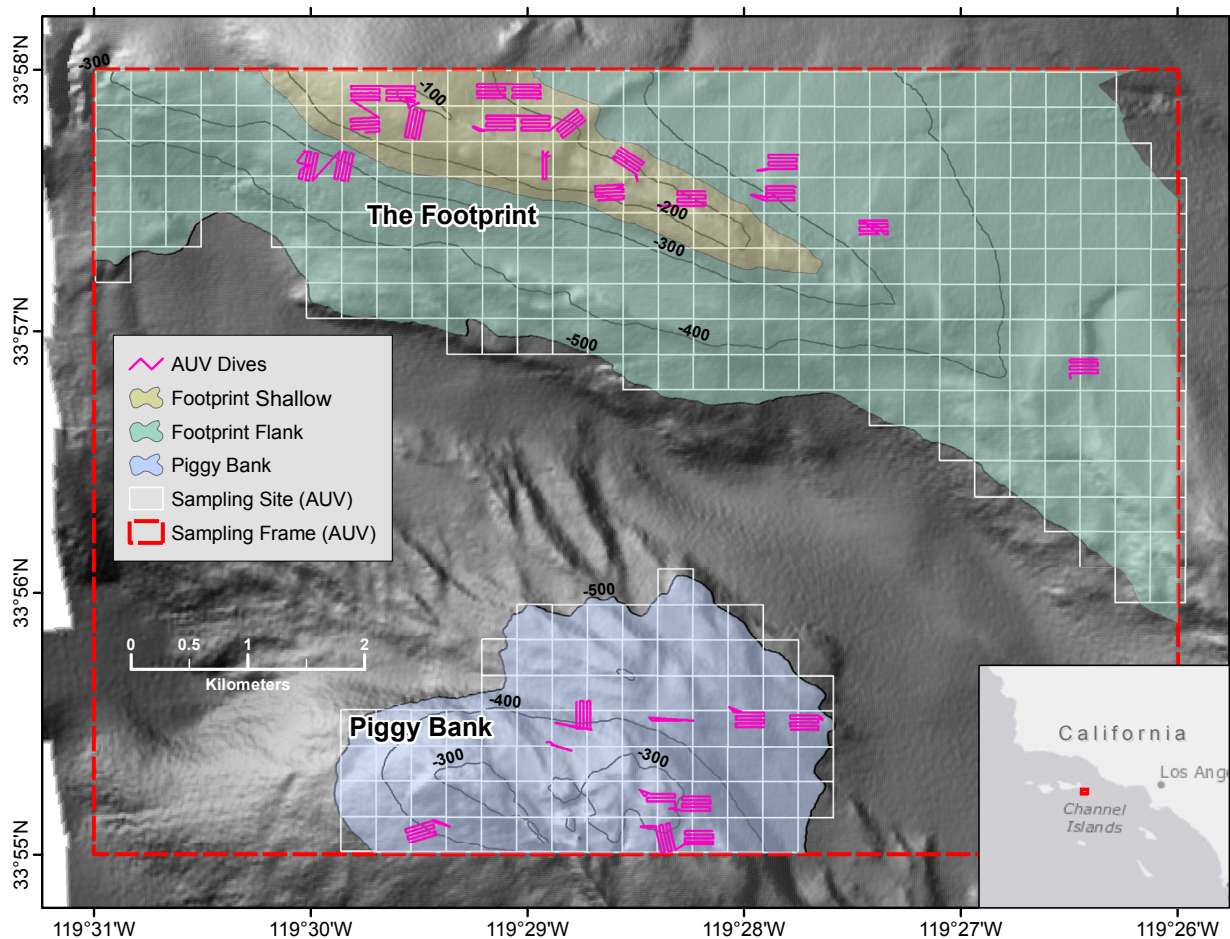 33°58'N
33°57'N
33°56'N
33°55'N
-300
-100
-200
The Footprint
-300
-400
-500
AUV Dives
Footprint Shallow
Footprint Flank
Piggy Bank
Sampling Site (AUV)
Sampling Frame (AUV)
0 0.5 1 2
Kilometers
-500
-400
Piggy Bank
-300
-300
California
Los Ang
Channel
Islands
119°31'W 119°30'W 119°29'W 119°28'W 119°27'W 119°26'W